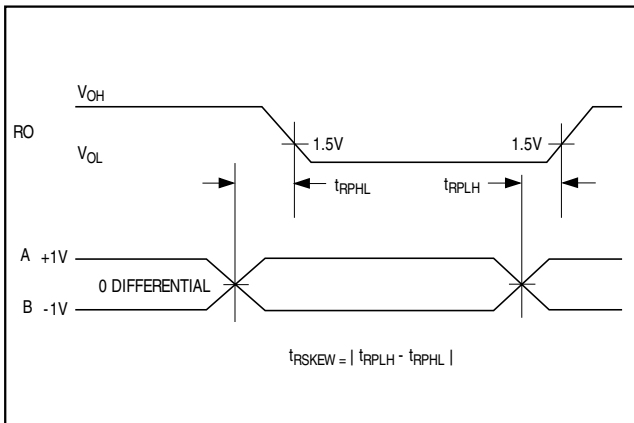 VOH
RO
1.5V
1.5V
VOL
tRPHL
tRPLH
A +1V
0 DIFFERENTIAL
B -1V
tRSKEW = | tRPLH - tRPHL |